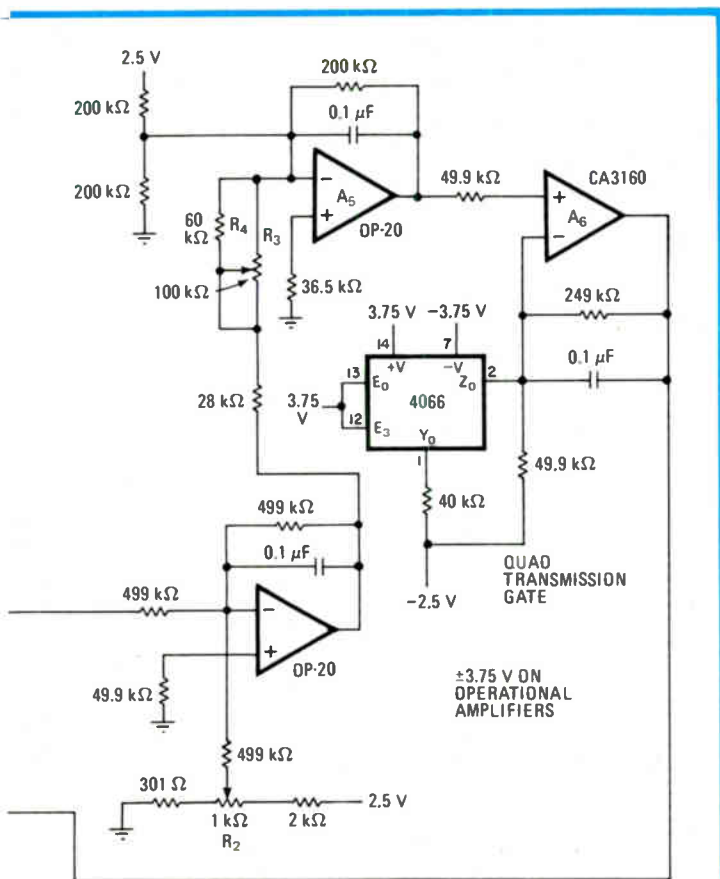 2.5 V
200 kΩ
200 kΩ
200 kΩ
0.1 µF
−
A5
+
OP-20
49.9 kΩ
CA3160
+
A6
−
60
kΩ
R4
R3
100 kΩ
36.5 kΩ
249 kΩ
0.1 µF
3.75 V
−3.75 V
14
7
+V
−V
13
E0
Z0
2
4066
3.75
V
12
E3
Y0
1
28 kΩ
49.9 kΩ
40 kΩ
499 kΩ
0.1 µF
QUAD
TRANSMISSION
GATE
−2.5 V
499 kΩ
−
+
OP-20
49.9 kΩ
±3.75 V ON
OPERATIONAL
AMPLIFIERS
499 kΩ
301 Ω
1 kΩ
R2
2 kΩ
2.5 V